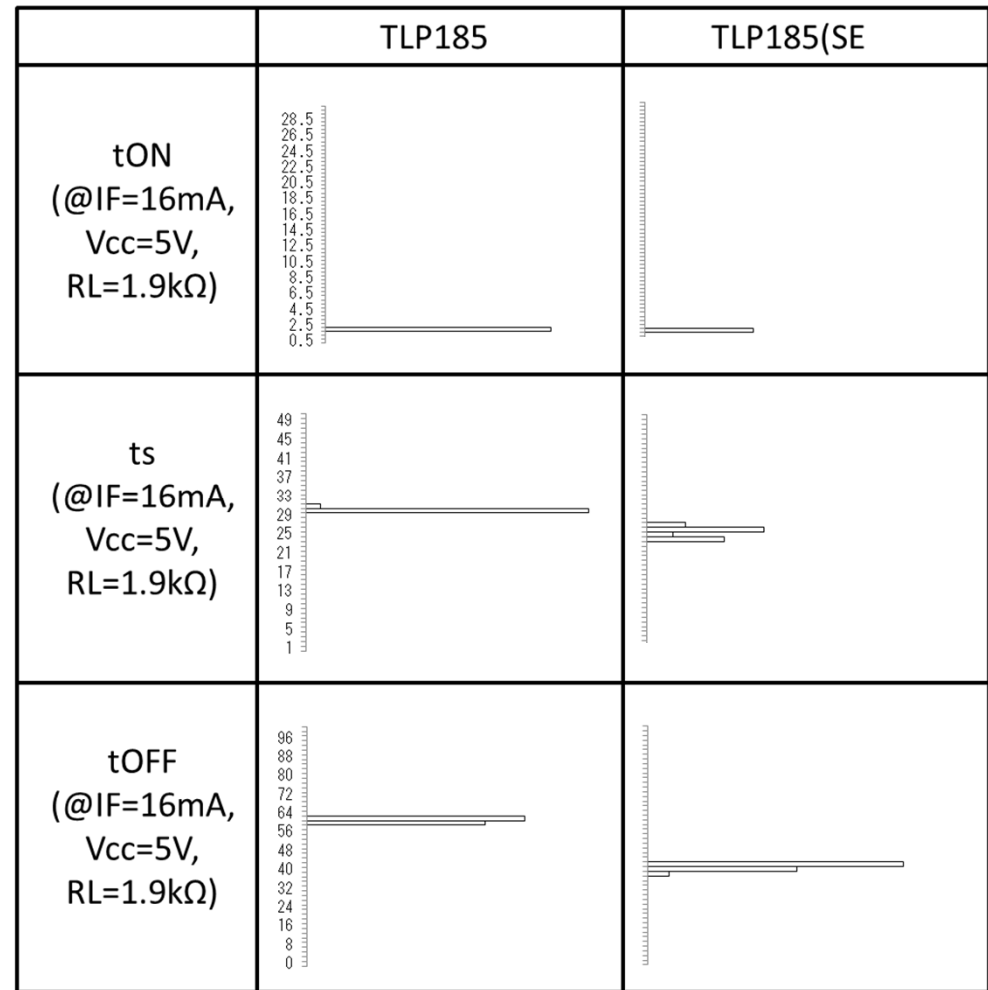 TLP185
TLP185(SE
tON
(@IF=16mA,
Vcc=5V,
RL=1.9kΩ)
28.5
26.5
24.5
22.5
20.5
18.5
16.5
14.5
12.5
10.5
8.5
6.5
4.5
2.5
0.5
ts
(@IF=16mA,
Vcc=5V,
RL=1.9kΩ)
49
45
41
37
33
29
25
21
17
13
9
5
1
tOFF
(@IF=16mA,
Vcc=5V,
RL=1.9kΩ)
96
88
80
72
64
56
48
40
32
24
16
8
0